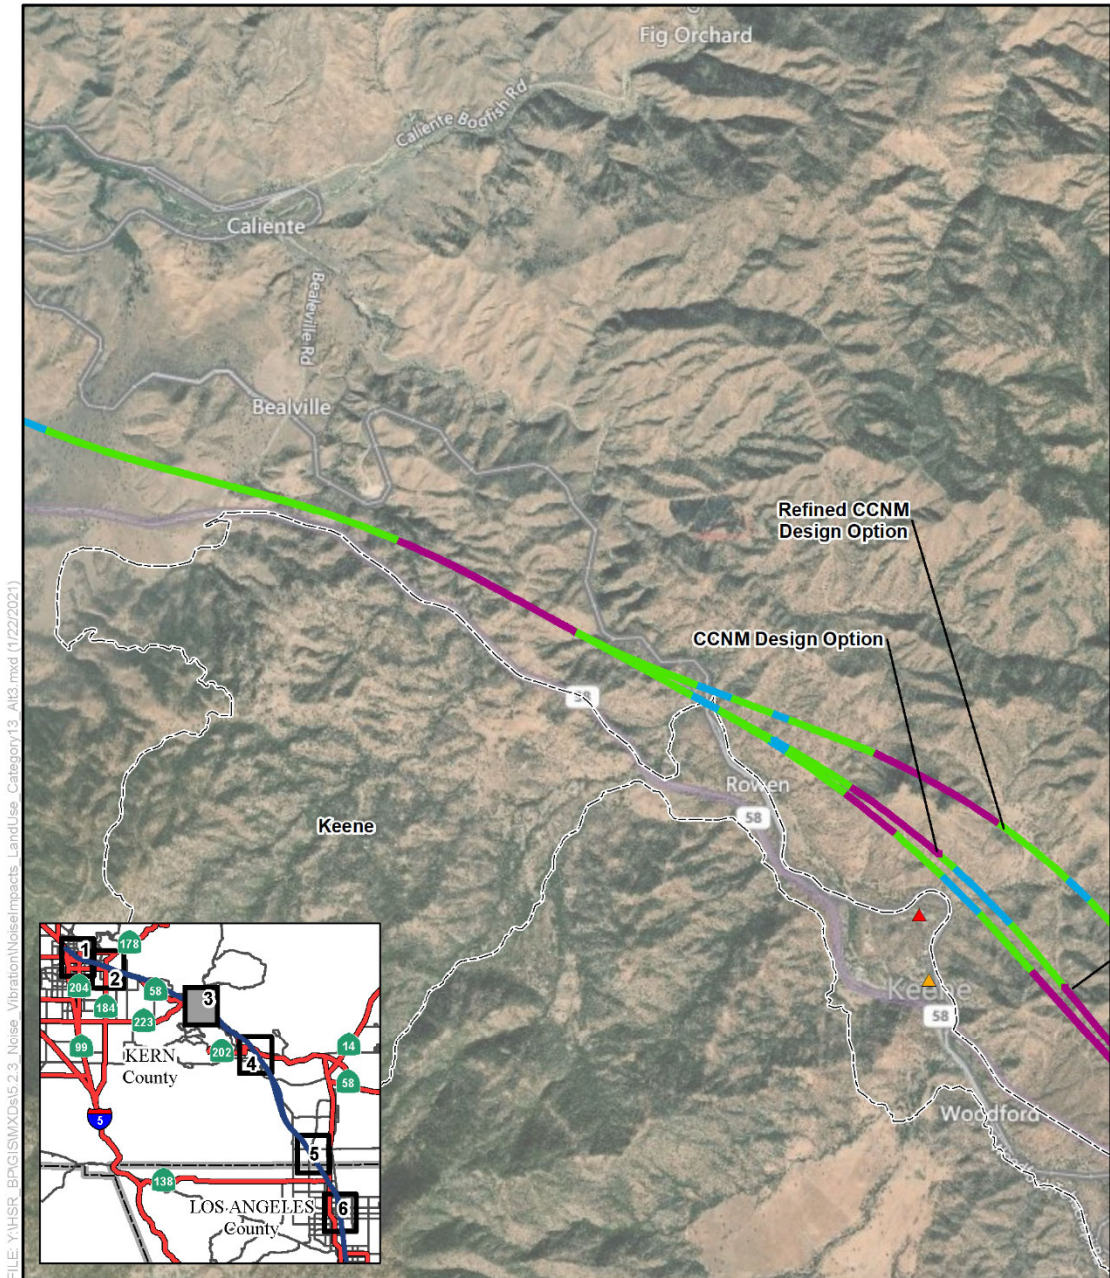 Fig Orchard
Caliente Bodfish Rd
Caliente
Bealeville Rd
Bealville
Refined CCNM
Design Option
CCNM Design Option
58
Rowen
58
Keene
Keene
58
Woodford
1
178
2
204
58
3
184
223
99
KERN
County
202
4
14
58
5
5
138
LOS ANGELES
County
6
FILE: Y:\HSR_BP\GIS\MXDs\5.2.3_Noise_Vibration\NoiseImpacts_LandUse_Category13_Alt3.mxd (1/22/2021)